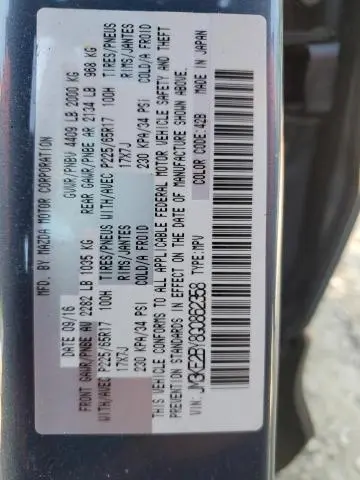 MFD. BY MAZDA MOTOR CORPORATION
DATE 09/16 GVWR/PNBV 4409 LB 2000 KG
FRONT GAWR/PNBE AV 2282 LB 1035 KG REAR GAWR/PNBE AR 2134 LB 968 KG
WITH/AVEC P225/65R17 100H TIRES/PNEUS WITH/AVEC P225/65R17 100H TIRES/PNEUS
17X7J RIMS/JANTES 17X7J RIMS/JANTES
230 KPA/34 PSI COLD/A FROID 230 KPA/34 PSI COLD/A FROID
THIS VEHICLE CONFORMS TO ALL APPLICABLE FEDERAL MOTOR VEHICLE SAFETY AND THEFT
PREVENTION STANDARDS IN EFFECT ON THE DATE OF MANUFACTURE SHOWN ABOVE.
COLOR CODE: 42B MADE IN JAPAN
VIN: JM3KE2BY8G0862358 TYPE: MPV